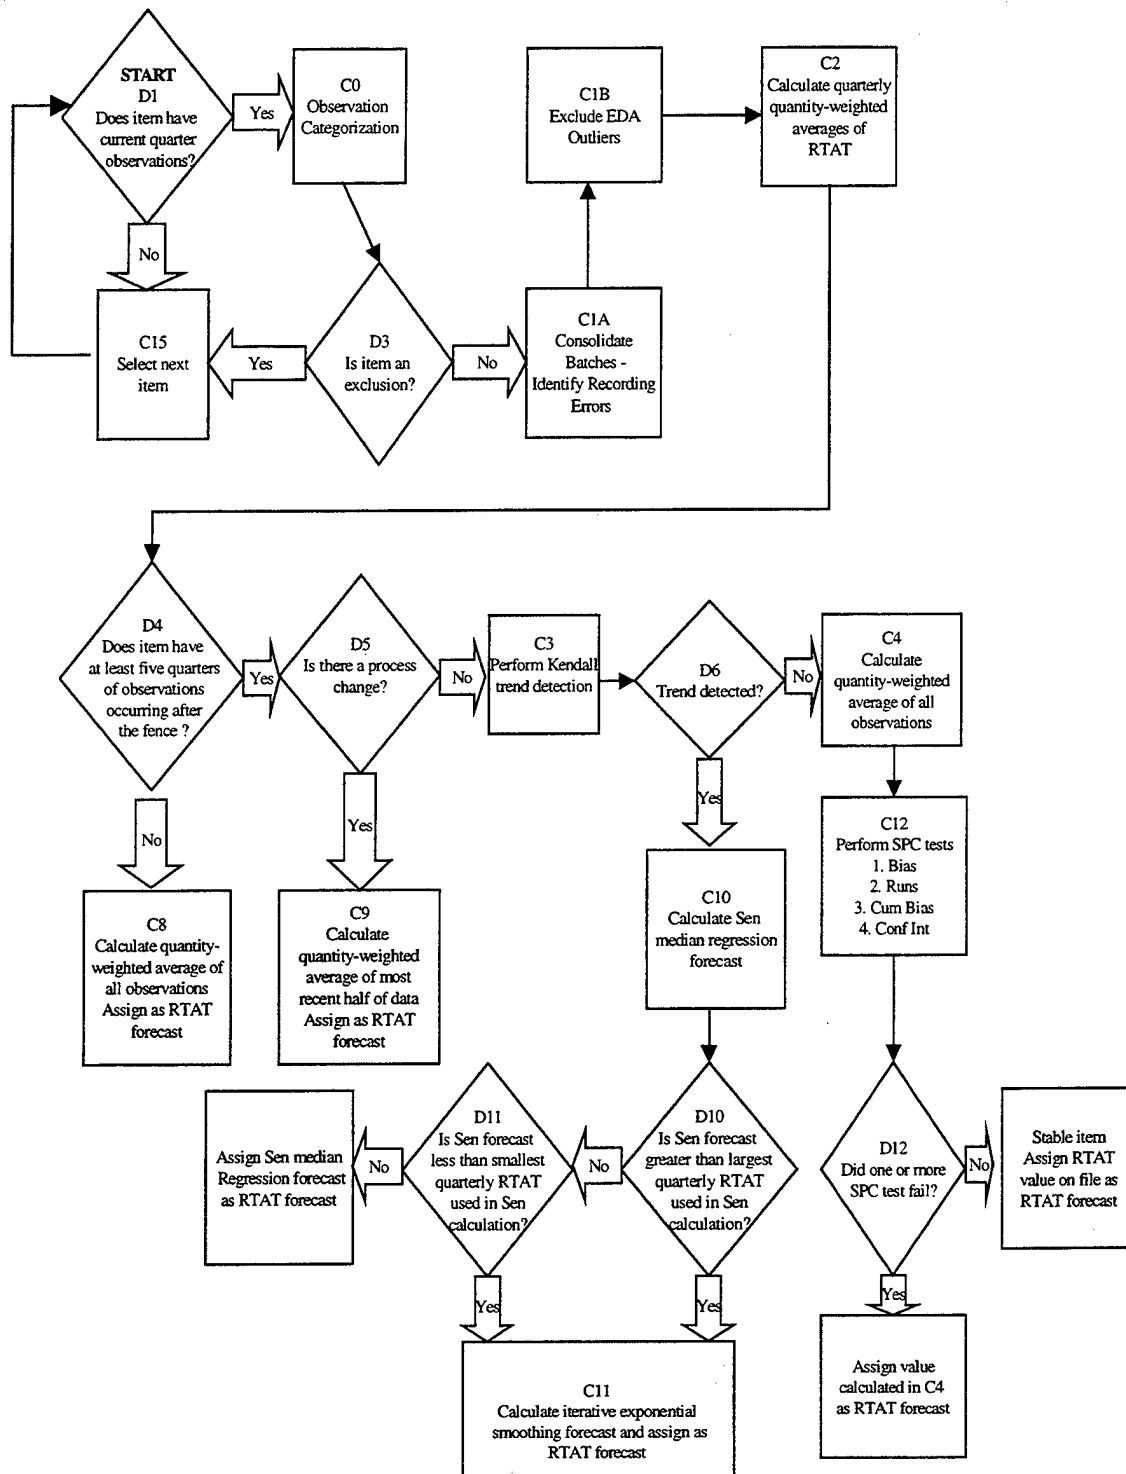 START
D1
Does item have
current quarter
observations?
Yes
C0
Observation
Categorization
C1B
Exclude EDA
Outliers
C2
Calculate quarterly
quantity-weighted
averages of
RTAT
No
C15
Select next
item
Yes
D3
Is item an
exclusion?
No
C1A
Consolidate
Batches -
Identify Recording
Errors
D4
Does item have
at least five quarters
of observations
occurring after
the fence ?
Yes
D5
Is there a process
change?
No
C3
Perform Kendall
trend detection
D6
Trend detected?
No
C4
Calculate
quantity-weighted
average of all
observations
No
Yes
Yes
C12
Perform SPC tests
1. Bias
2. Runs
3. Cum Bias
4. Conf Int
C8
Calculate quantity-
weighted average of
all observations
Assign as RTAT
forecast
C9
Calculate
quantity-weighted
average of most
recent half of data
Assign as RTAT
forecast
C10
Calculate Sen
median regression
forecast
Assign Sen median
Regression forecast
as RTAT forecast
No
D11
Is Sen forecast
less than smallest
quarterly RTAT
used in Sen
calculation?
No
D10
Is Sen forecast
greater than largest
quarterly RTAT
used in Sen
calculation?
D12
Did one or more
SPC test fail?
No
Stable item
Assign RTAT
value on file as
RTAT forecast
Yes
Yes
Yes
C11
Calculate iterative exponential
smoothing forecast and assign as
RTAT forecast
Assign value
calculated in C4
as RTAT forecast